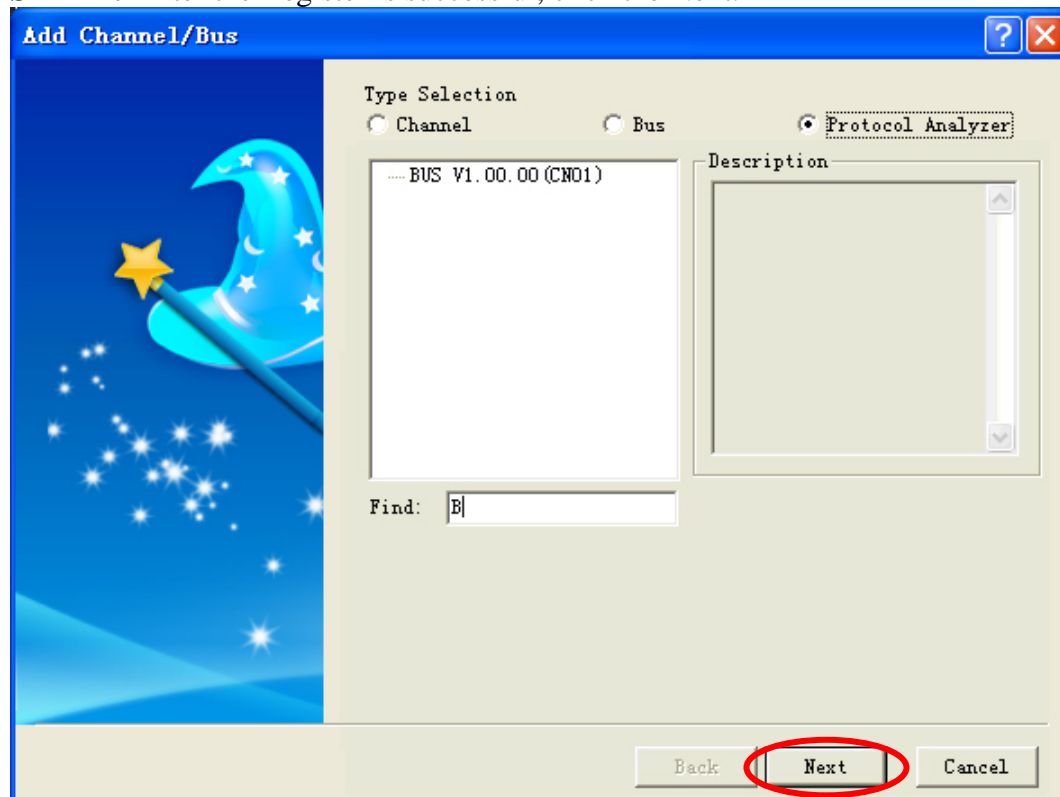 Add Channel/Bus
Type Selection
Channel Bus Protocol Analyzer
BUS V1.00.00(CN01)
Description
Find: B
Back Next Cancel